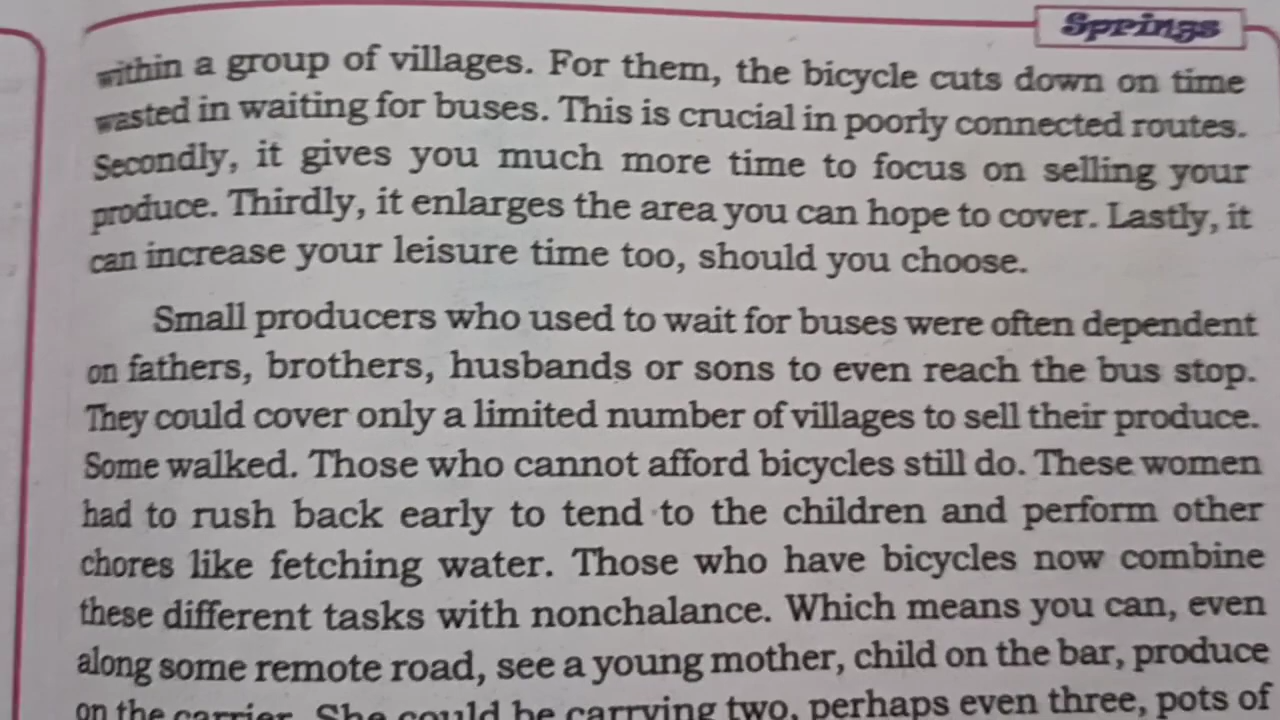 Springs
within a group of villages. For them, the bicycle cuts down on time
wasted in waiting for buses. This is crucial in poorly connected routes.
Secondly, it gives you much more time to focus on selling your
produce. Thirdly, it enlarges the area you can hope to cover. Lastly, it
can increase your leisure time too, should you choose.
Small producers who used to wait for buses were often dependent
on fathers, brothers, husbands or sons to even reach the bus stop.
They could cover only a limited number of villages to sell their produce.
Some walked. Those who cannot afford bicycles still do. These women
had to rush back early to tend to the children and perform other
chores like fetching water. Those who have bicycles now combine
these different tasks with nonchalance. Which means you can, even
along some remote road, see a young mother, child on the bar, produce
on the carrier. She could be carrying two, perhaps even three, pots of